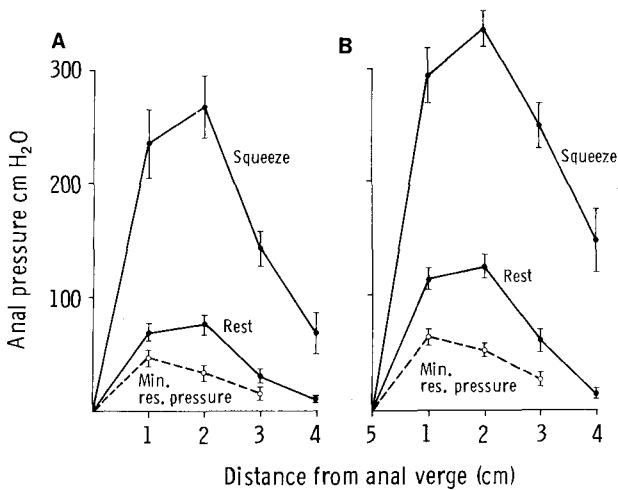 A
B
300
200
100
Anal pressure cm H₂O
Squeeze
Rest
Min.
res. pressure
Squeeze
Rest
Min.
res. pressure
1 2 3 4
5 1 2 3 4
Distance from anal verge (cm)